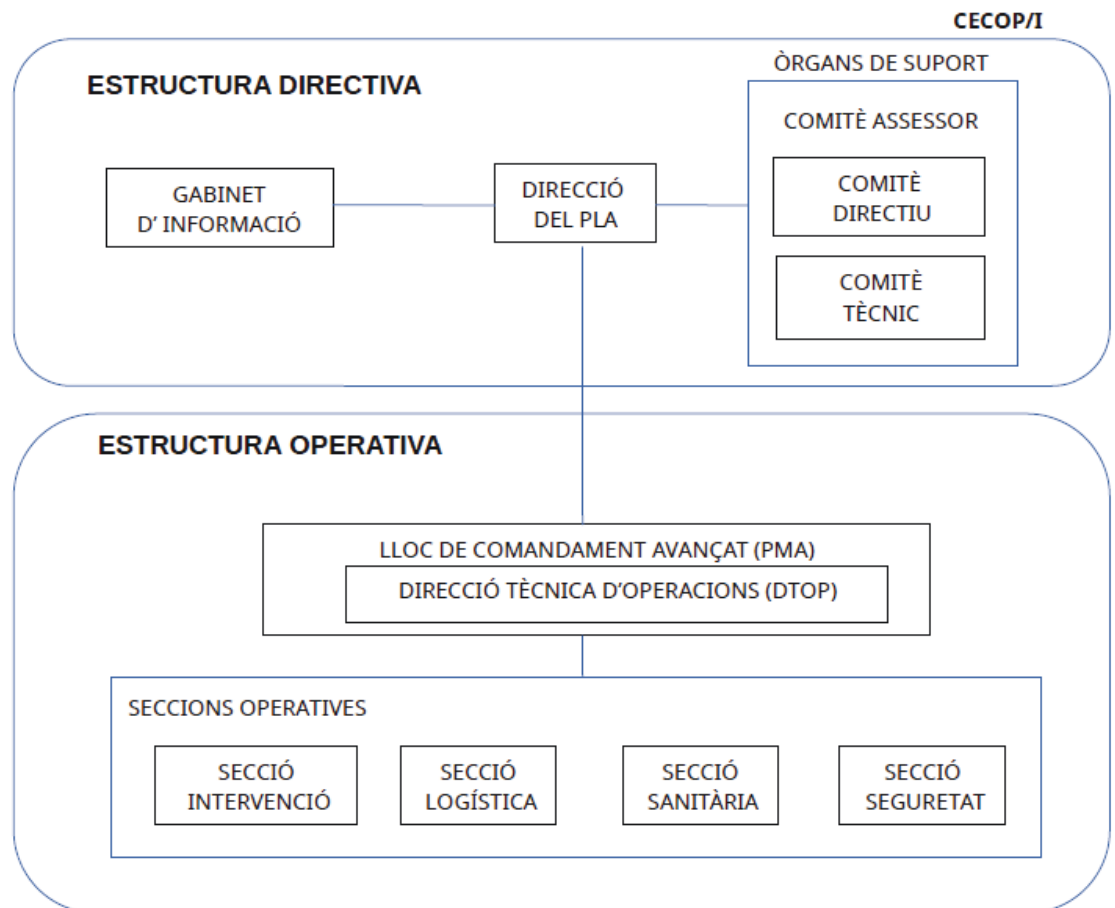 CECOP/I
ESTRUCTURA DIRECTIVA
ÒRGANS DE SUPORT
COMITÈ ASSESSOR
GABINET
D' INFORMACIÓ
DIRECCIÓ
DEL PLA
COMITÈ
DIRECTIU
COMITÈ
TÈCNIC
ESTRUCTURA OPERATIVA
LLOC DE COMANDAMENT AVANÇAT (PMA)
DIRECCIÓ TÈCNICA D'OPERACIONS (DTOP)
SECCIONS OPERATIVES
SECCIÓ
INTERVENCIÓ
SECCIÓ
LOGÍSTICA
SECCIÓ
SANITÀRIA
SECCIÓ
SEGURETAT